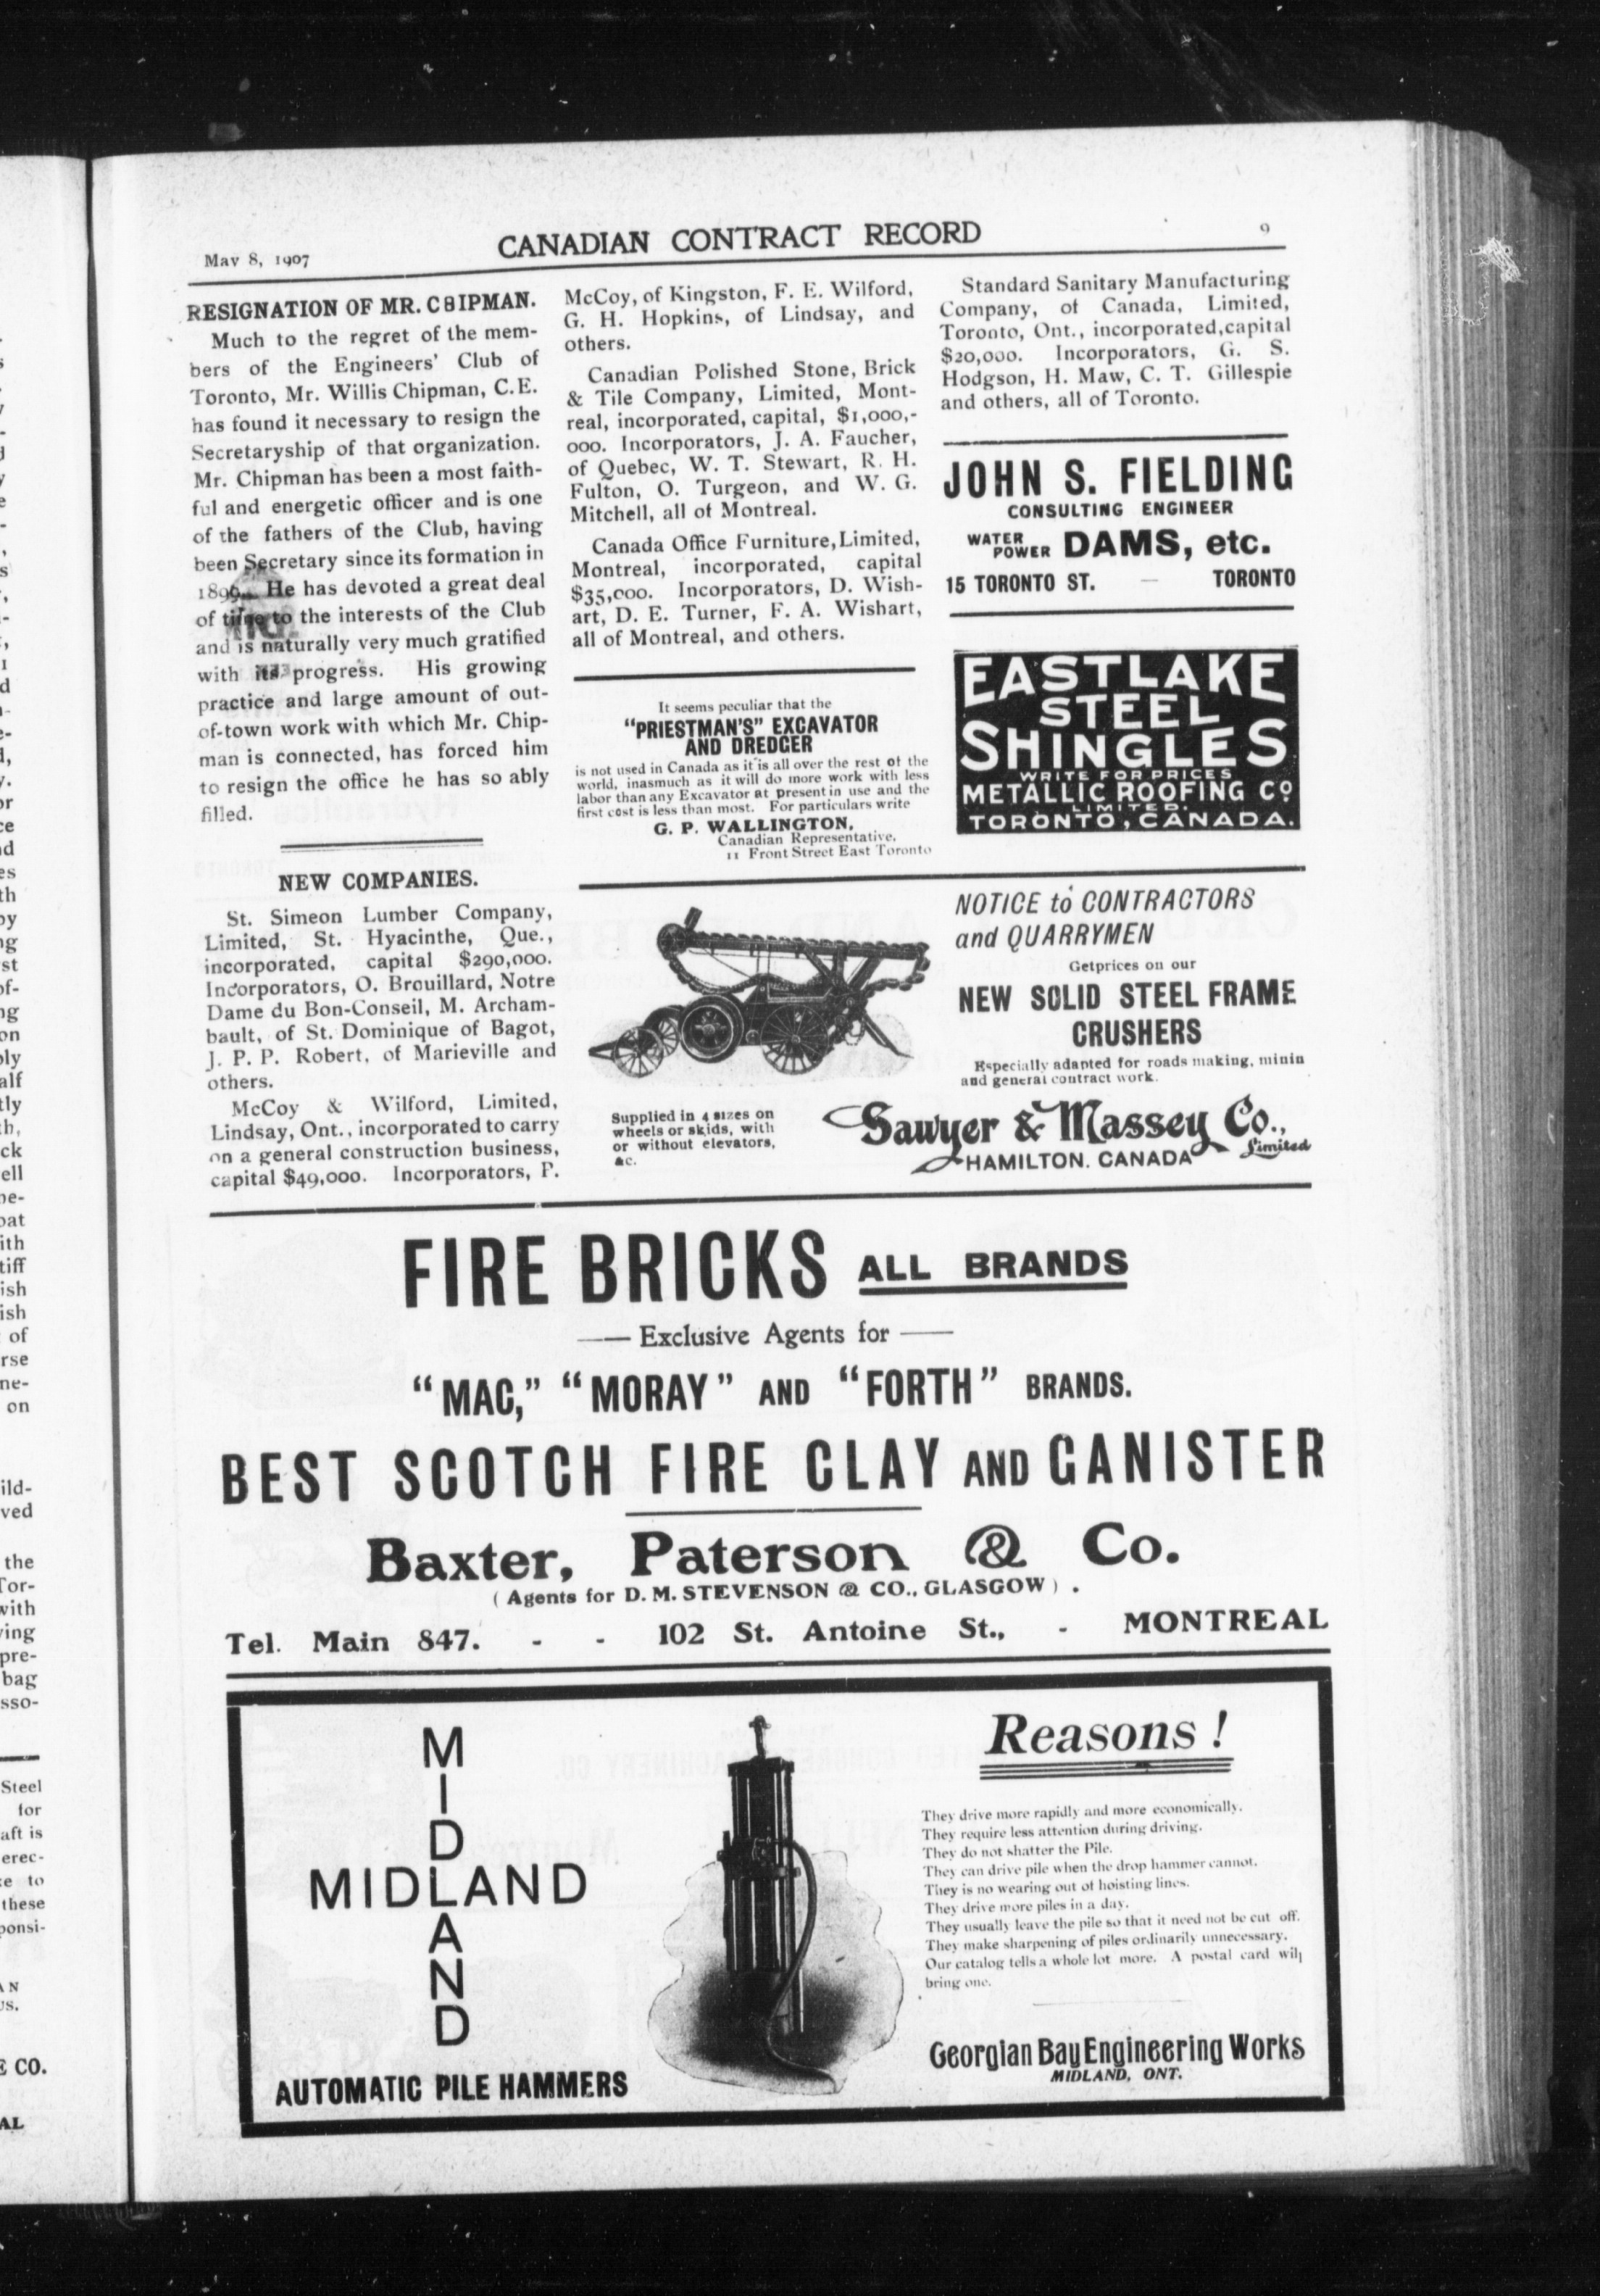 May 8, 1907
CANADIAN CONTRACT RECORD
9
RESIGNATION OF MR. CHIPMAN.
Much to the regret of the mem-
bers of the Engineers' Club of
Toronto, Mr. Willis Chipman, C.E.
has found it necessary to resign the
Secretaryship of that organization.
Mr. Chipman has been a most faith-
ful and energetic officer and is one
of the fathers of the Club, having
been Secretary since its formation in
He has devoted a great deal
of time to the interests of the Club
and is naturally very much gratified
with its progress. His growing
practice and large amount of out-
of-town work with which Mr. Chip-
man is connected, has forced him
to resign the office he has so ably
filled.
NEW COMPANIES.
St. Simeon Lumber Company,
Limited, St. Hyacinthe, Que.,
incorporated, capital $290,000.
Incorporators, O. Brouillard, Notre
Dame du Bon-Conseil, M. Archam-
bault, of St. Dominique of Bagot,
J. P. P. Robert, of Marieville and
others.
McCoy & Wilford, Limited,
Lindsay, Ont., incorporated to carry
on a general construction business,
capital $49,000. Incorporators, P.
McCoy, of Kingston, F. E. Wilford,
G. H. Hopkins, of Lindsay, and
others.
Canadian Polished Stone, Brick
& Tile Company, Limited, Mont-
real, incorporated, capital, $1,000,-
000. Incorporators, J. A. Faucher,
of Quebec, W. T. Stewart, R. H.
Fulton, O. Turgeon, and W. G.
Mitchell, all of Montreal.
Canada Office Furniture, Limited,
Montreal, incorporated, capital
$35,000. Incorporators, D. Wish-
art, D. E. Turner, F. A. Wishart,
all of Montreal, and others.
It seems peculiar that the
"PRIESTMAN'S" EXCAVATOR
AND DREDGER
is not used in Canada as it is all over the rest of the
world, inasmuch as it will do more work with less
labor than any Excavator at present in use and the
first cost is less than most. For particulars write
G. P. WALLINGTON,
Canadian Representative,
11 Front Street East Toronto
Standard Sanitary Manufacturing
Company, of Canada, Limited,
Toronto, Ont., incorporated, capital
$20,000. Incorporators, G. S.
Hodgson, H. Maw, C. T. Gillespie
and others, all of Toronto.
JOHN S. FIELDING
CONSULTING ENGINEER
WATER POWER DAMS, etc.
15 TORONTO ST. — TORONTO
EASTLAKE
STEEL
SHINGLES
WRITE FOR PRICES
METALLIC ROOFING Co
LIMITED.
TORONTO, CANADA.
NOTICE to CONTRACTORS
and QUARRYMEN
Get prices on our
NEW SOLID STEEL FRAME
CRUSHERS
Especially adapted for roads making, minin
and general contract work.
Supplied in 4 sizes on
wheels or skids, with
or without elevators,
&c.
Sawyer & Massey Co.,
Limited
HAMILTON, CANADA
FIRE BRICKS ALL BRANDS
—— Exclusive Agents for ——
"MAC," "MORAY" AND "FORTH" BRANDS.
BEST SCOTCH FIRE CLAY AND GANISTER
Baxter, Paterson & Co.
(Agents for D. M. STEVENSON & CO., GLASGOW).
Tel. Main 847. - - 102 St. Antoine St., - MONTREAL
MIDLAND
MIDLAND
AUTOMATIC PILE HAMMERS
Reasons!
They drive more rapidly and more economically.
They require less attention during driving.
They do not shatter the Pile.
They can drive pile when the drop hammer cannot.
They is no wearing out of hoisting lines.
They drive more piles in a day.
They usually leave the pile so that it need not be cut off.
They make sharpening of piles ordinarily unnecessary.
Our catalog tells a whole lot more. A postal card will
bring one.
Georgian Bay Engineering Works
MIDLAND, ONT.